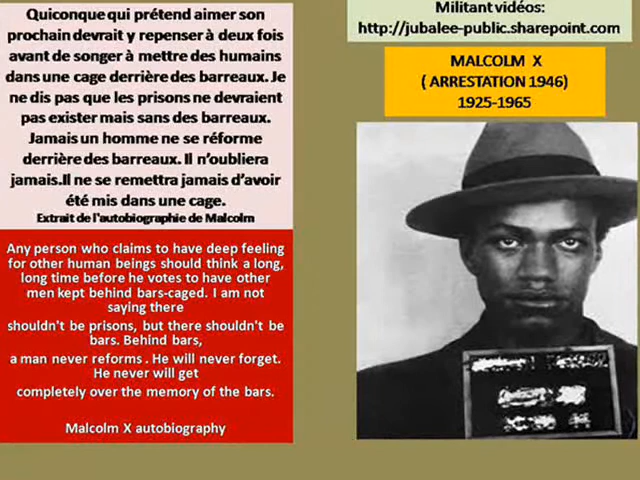 Quiconque qui prétend aimer son
prochain devrait y repenser à deux fois
avant de songer à mettre des humains
dans une cage derrière des barreaux. Je
ne dis pas que les prisons ne devraient
pas exister mais sans des barreaux.
Jamais un homme ne se réforme
derrière des barreaux. Il n'oubliera
jamais.Il ne se remettra jamais d'avoir
été mis dans une cage.
Extrait de l'autobiographie de Malcolm
Any person who claims to have deep feeling
for other human beings should think a long,
long time before he votes to have other
men kept behind bars-caged. I am not
saying there
shouldn't be prisons, but there shouldn't be
bars. Behind bars,
a man never reforms . He will never forget.
He never will get
completely over the memory of the bars.
Malcolm X autobiography
Militant vidéos:
http://jubalee-public.sharepoint.com
MALCOLM X
( ARRESTATION 1946)
1925-1965